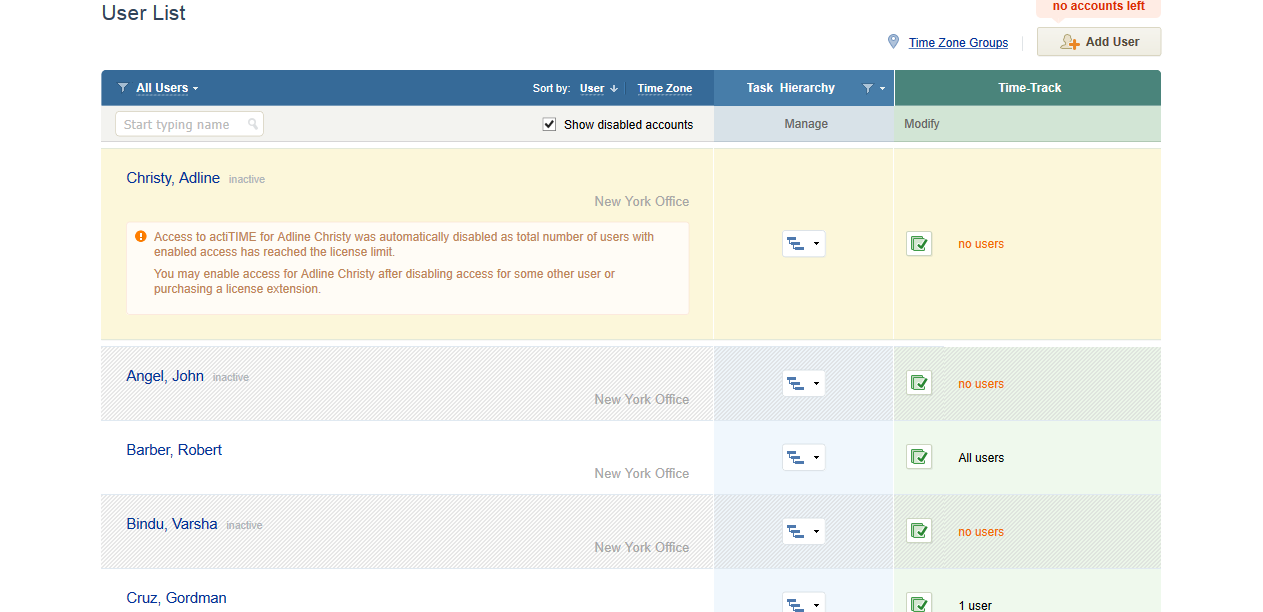 no accounts left
User List
Time Zone Groups
Add User
All Users
Sort by: User Time Zone
Task Hierarchy
Time-Track
Start typing name
Show disabled accounts
Manage
Modify
Christy, Adline inactive
New York Office
Access to actiTIME for Adline Christy was automatically disabled as total number of users with
enabled access has reached the license limit.
You may enable access for Adline Christy after disabling access for some other user or
purchasing a license extension.
no users
Angel, John inactive
New York Office
no users
Barber, Robert
New York Office
All users
Bindu, Varsha inactive
New York Office
no users
Cruz, Gordman
1 user